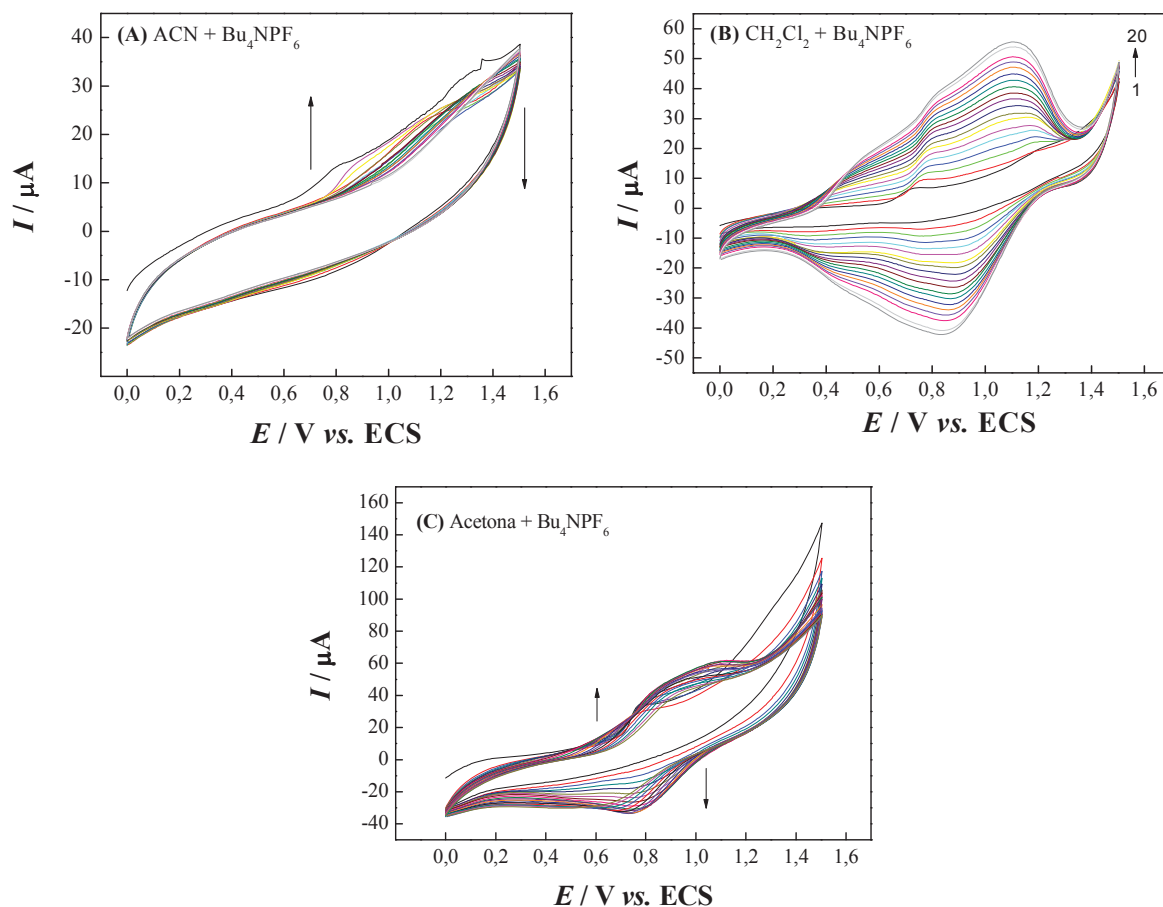 (A) ACN + Bu₄NPF₆
I / µA
40
30
20
10
0
-10
-20
0,0 0,2 0,4 0,6 0,8 1,0 1,2 1,4 1,6
E / V vs. ECS
(B) CH₂Cl₂ + Bu₄NPF₆
20
1
I / µA
60
50
40
30
20
10
0
-10
-20
-30
-40
-50
0,0 0,2 0,4 0,6 0,8 1,0 1,2 1,4 1,6
E / V vs. ECS
(C) Acetona + Bu₄NPF₆
I / µA
160
140
120
100
80
60
40
20
0
-20
-40
0,0 0,2 0,4 0,6 0,8 1,0 1,2 1,4 1,6
E / V vs. ECS